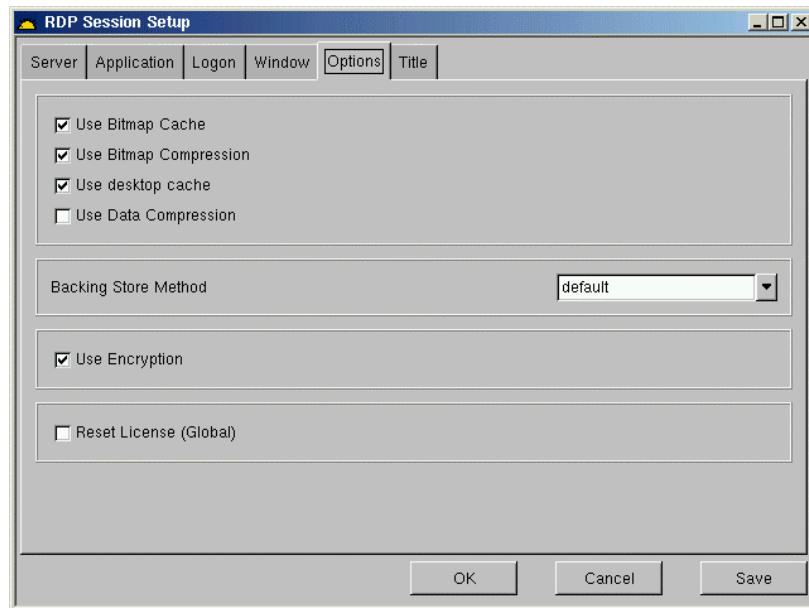 RDP Session Setup
Server Application Logon Window Options Title
Use Bitmap Cache
Use Bitmap Compression
Use desktop cache
Use Data Compression
Backing Store Method default
Use Encryption
Reset License (Global)
OK Cancel Save